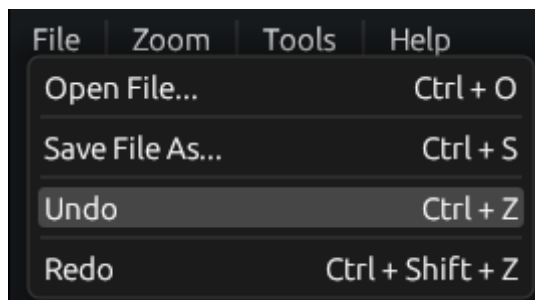 File Zoom Tools Help
Open File... Ctrl + O
Save File As... Ctrl + S
Undo Ctrl + Z
Redo Ctrl + Shift + Z